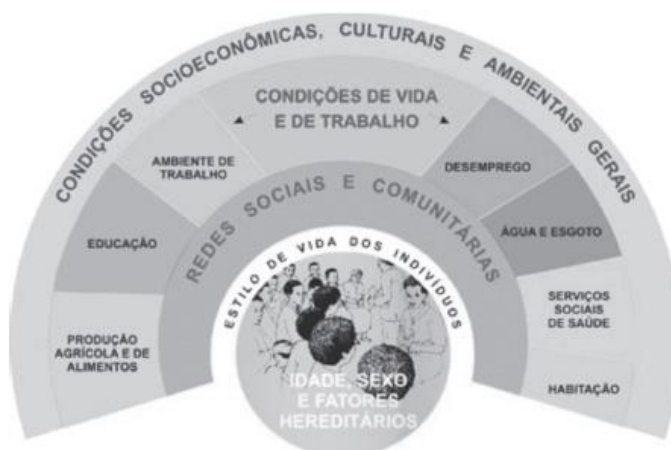 CONDIÇÕES SOCIOECONÔMICAS, CULTURAIS E AMBIENTAIS GERAIS
CONDIÇÕES DE VIDA
E DE TRABALHO
AMBIENTE DE
TRABALHO
DESEMPREGO
REDES SOCIAIS E COMUNITÁRIAS
EDUCAÇÃO
ÁGUA E ESGOTO
ESTILO DE VIDA DOS INDIVÍDUOS
PRODUÇÃO
AGRÍCOLA E DE
ALIMENTOS
SERVIÇOS
SOCIAIS
DE SAÚDE
HABITAÇÃO
IDADE, SEXO
E FATORES
HEREDITÁRIOS